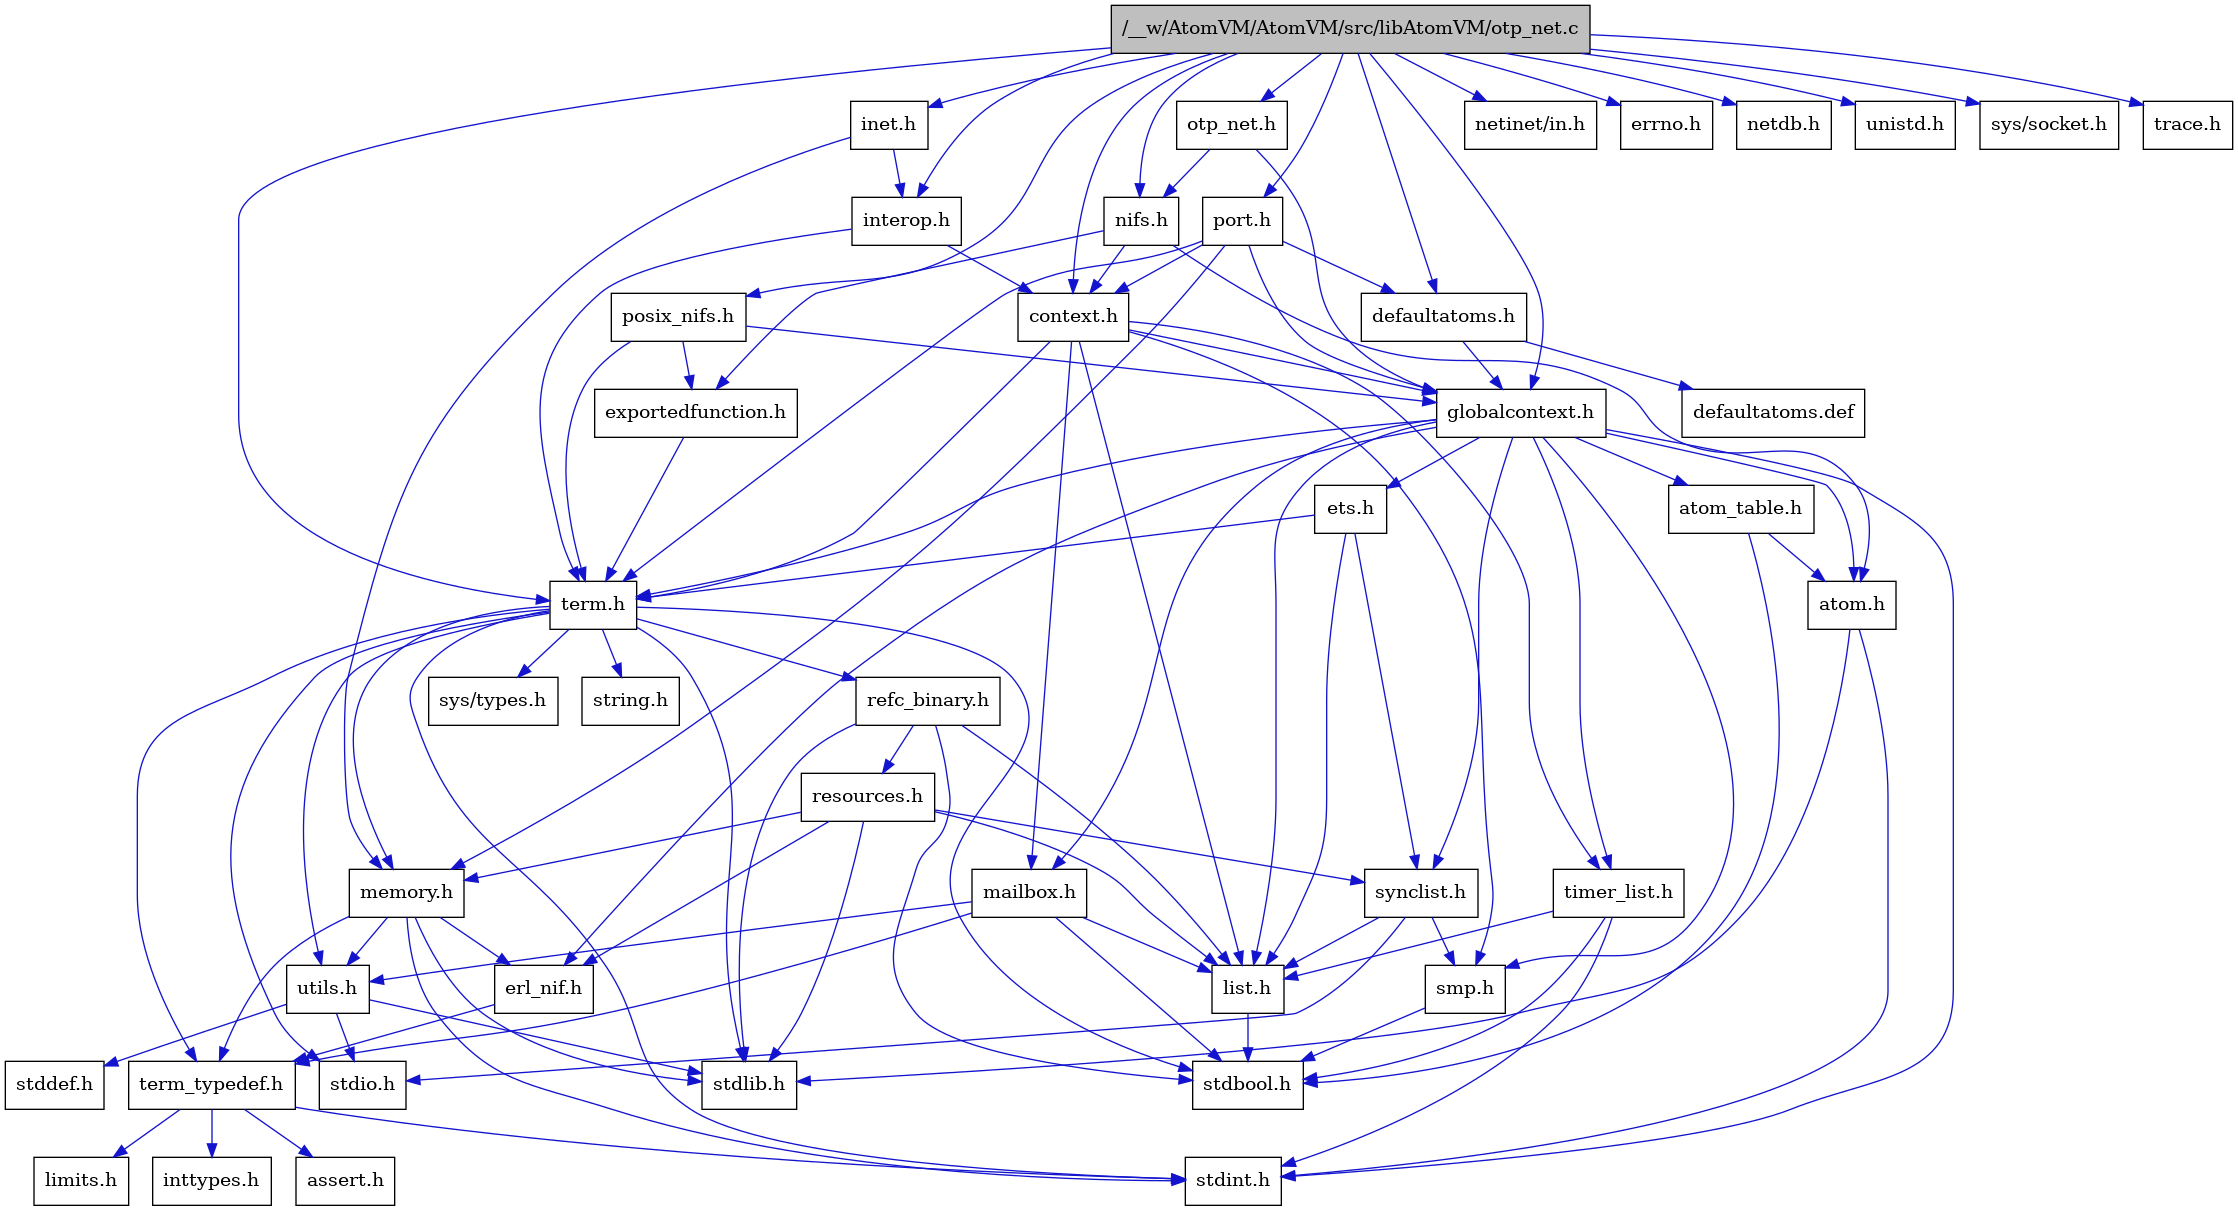 /__w/AtomVM/AtomVM/src/libAtomVM/otp_net.c
inet.h
otp_net.h
netinet/in.h
errno.h
netdb.h
unistd.h
sys/socket.h
trace.h
interop.h
nifs.h
port.h
posix_nifs.h
context.h
defaultatoms.h
exportedfunction.h
globalcontext.h
defaultatoms.def
ets.h
atom_table.h
term.h
atom.h
sys/types.h
string.h
refc_binary.h
resources.h
memory.h
mailbox.h
synclist.h
timer_list.h
utils.h
erl_nif.h
list.h
smp.h
stddef.h
term_typedef.h
stdio.h
stdlib.h
stdbool.h
limits.h
inttypes.h
assert.h
stdint.h